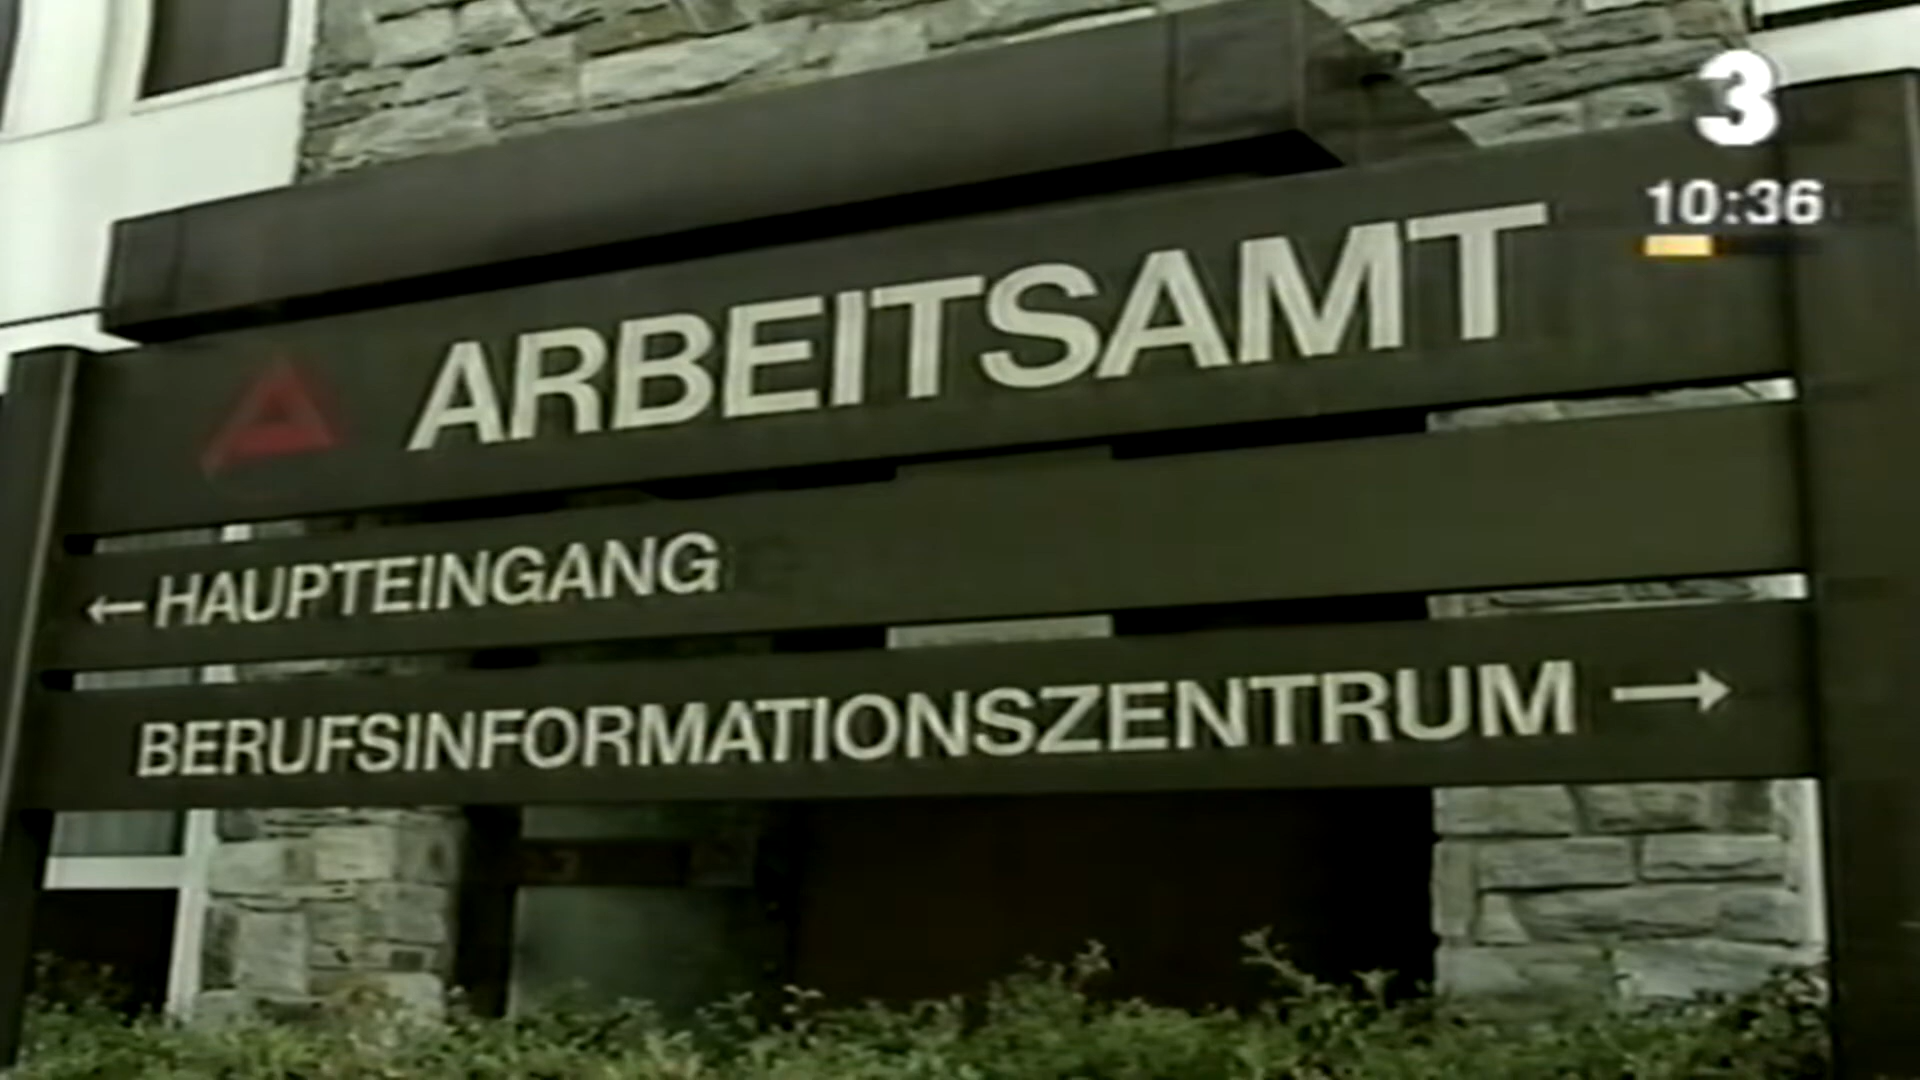 3
10:36
ARBEITSAMT
←HAUPTEINGANG
BERUFSINFORMATIONSZENTRUM →